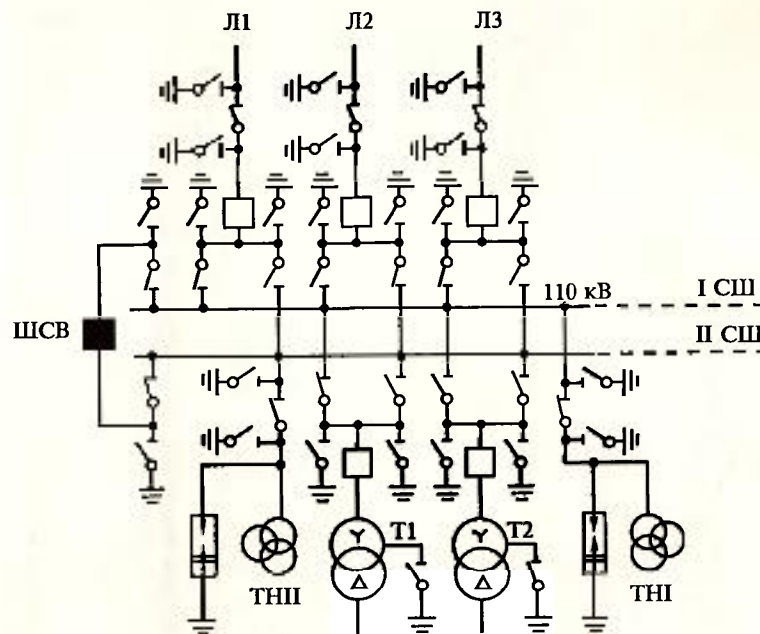 Л1
Л2
Л3
110 кВ
I СШ
ШСВ
II СШ
Т1
Т2
ТНII
ТНI